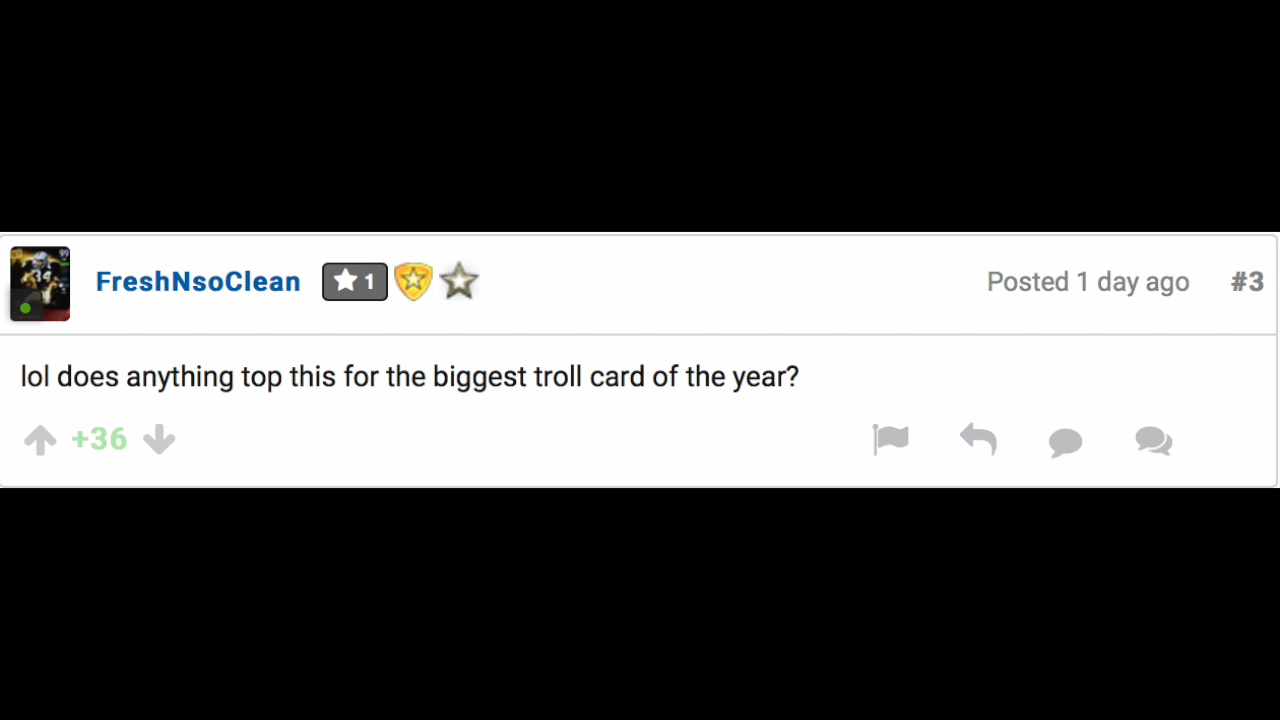 FreshNsoClean 1 Posted 1 day ago #3
lol does anything top this for the biggest troll card of the year?
+36